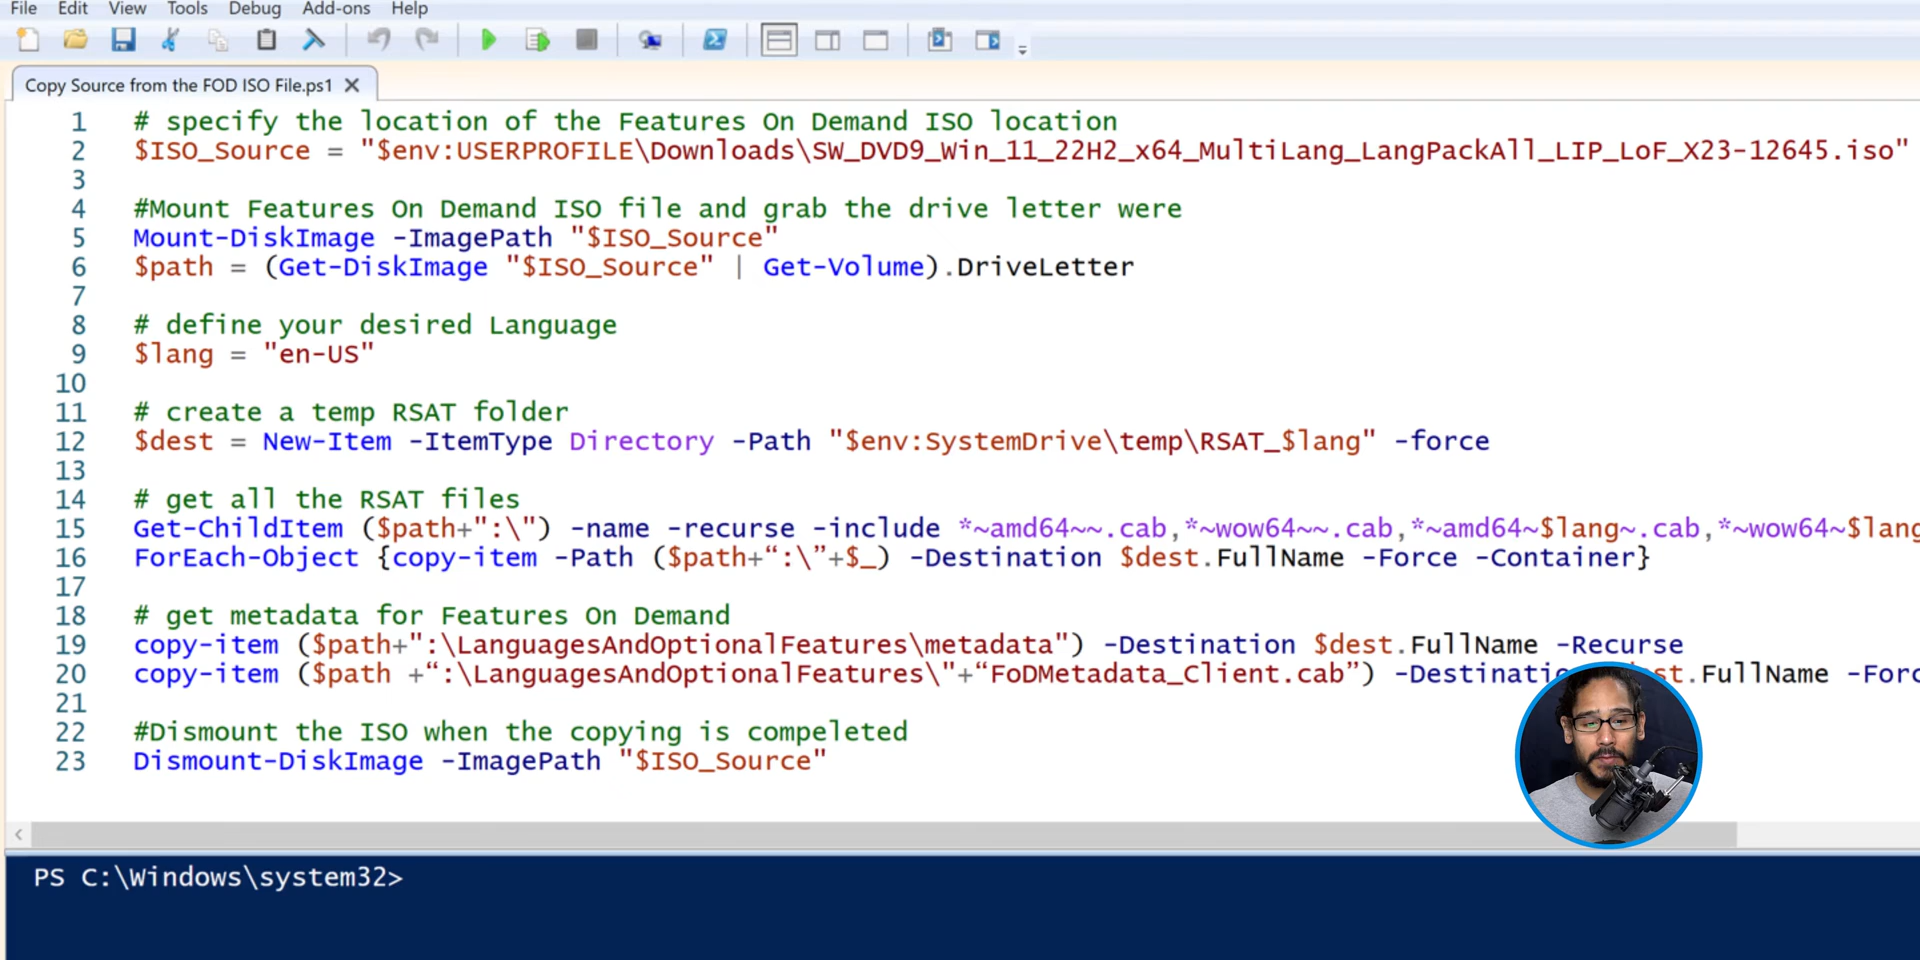 File Edit View Tools Debug Add-ons Help
Copy Source from the FOD ISO File.ps1
1 # specify the location of the Features On Demand ISO location
2 $ISO_Source = "$env:USERPROFILE\Downloads\SW_DVD9_Win_11_22H2_x64_MultiLang_LangPackAll_LIP_LoF_X23-12645.iso"
3
4 #Mount Features On Demand ISO file and grab the drive letter were
5 Mount-DiskImage -ImagePath "$ISO_Source"
6 $path = (Get-DiskImage "$ISO_Source" | Get-Volume).DriveLetter
7
8 # define your desired Language
9 $lang = "en-US"
10
11 # create a temp RSAT folder
12 $dest = New-Item -ItemType Directory -Path "$env:SystemDrive\temp\RSAT_$lang" -force
13
14 # get all the RSAT files
15 Get-ChildItem ($path+":\") -name -recurse -include *~amd64~~.cab,*~wow64~~.cab,*~amd64~$lang~.cab,*~wow64~$lang
16 ForEach-Object {copy-item -Path ($path+“:\"+$_) -Destination $dest.FullName -Force -Container}
17
18 # get metadata for Features On Demand
19 copy-item ($path+":\LanguagesAndOptionalFeatures\metadata") -Destination $dest.FullName -Recurse
20 copy-item ($path +“:\LanguagesAndOptionalFeatures\"+“FoDMetadata_Client.cab”) -Destinatio st.FullName -Forc
21
22 #Dismount the ISO when the copying is compeleted
23 Dismount-DiskImage -ImagePath "$ISO_Source"
PS C:\Windows\system32>